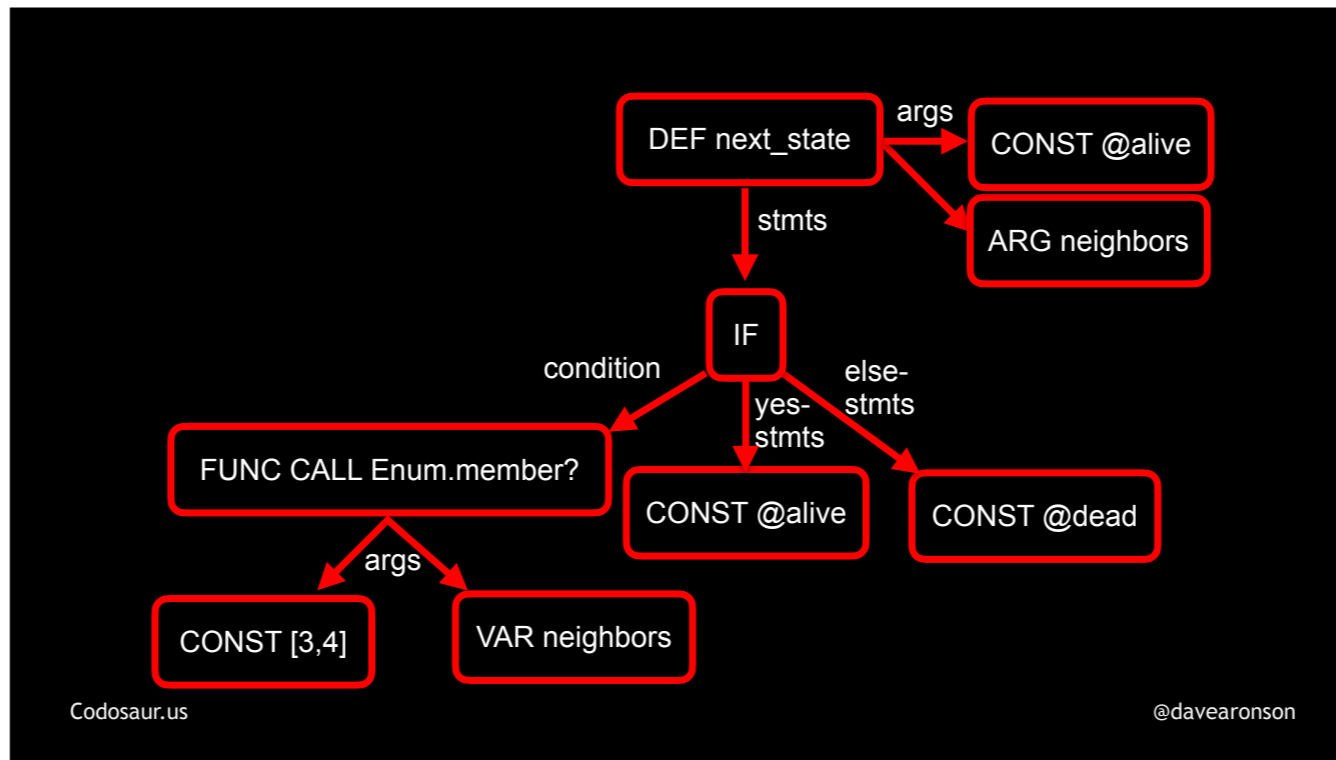 DEF next_state
args
CONST @alive
ARG neighbors
stmts
IF
condition
yes-
stmts
else-
stmts
FUNC CALL Enum.member?
CONST @alive
CONST @dead
args
CONST [3,4]
VAR neighbors
Codosaur.us
@davearonson